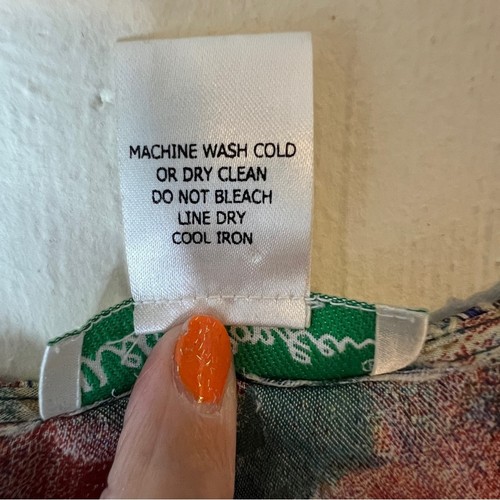 MACHINE WASH COLD
OR DRY CLEAN
DO NOT BLEACH
LINE DRY
COOL IRON